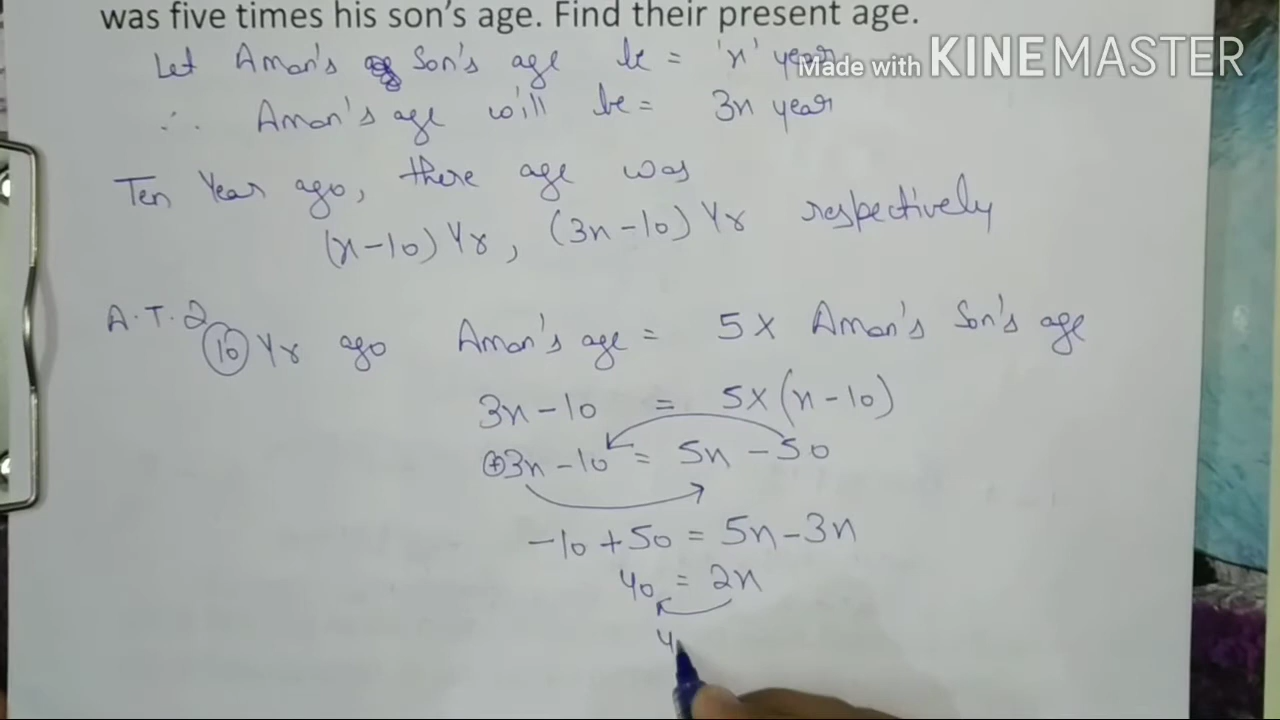 was five times his son's age. Find their present age.
Made with KINEMASTER
Let Aman's Son's age be = 'x' year
∴ Aman's age will be = 3x year
Ten Year ago, there age was
(x-10) Yr, (3x-10) Yr respectively
A.T.Q
10 Yr ago Aman's age = 5 x Aman's Son's age
3x-10 = 5x(x-10)
+3x-10 = 5x-50
-10+50 = 5x-3x
40 = 2x
4